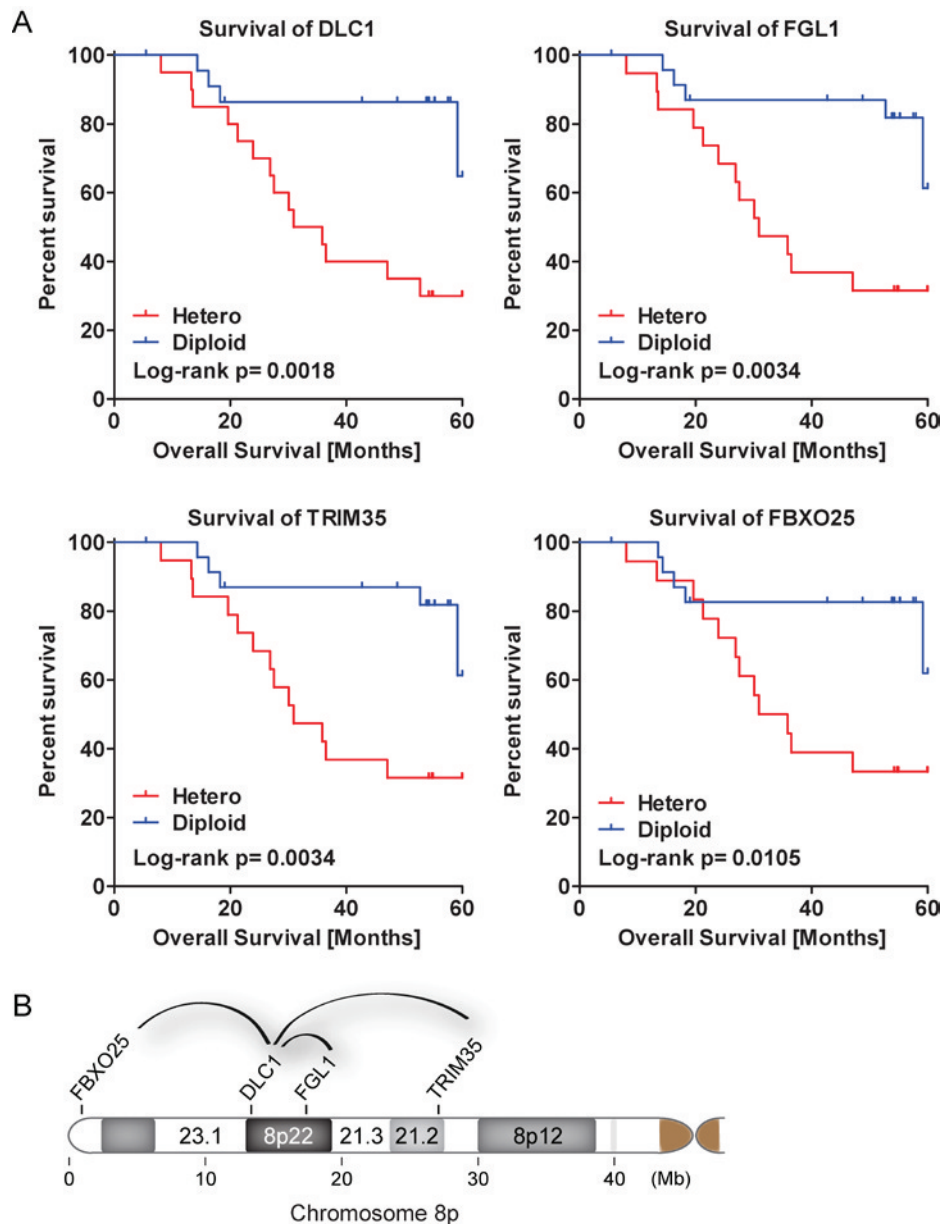 A
Survival of DLC1
Percent survival
100
80
60
40
20
0
Hetero
Diploid
Log-rank p= 0.0018
0 20 40 60
Overall Survival [Months]
Survival of FGL1
Percent survival
100
80
60
40
20
0
Hetero
Diploid
Log-rank p= 0.0034
0 20 40 60
Overall Survival [Months]
Survival of TRIM35
Percent survival
100
80
60
40
20
0
Hetero
Diploid
Log-rank p= 0.0034
0 20 40 60
Overall Survival [Months]
Survival of FBXO25
Percent survival
100
80
60
40
20
0
Hetero
Diploid
Log-rank p= 0.0105
0 20 40 60
Overall Survival [Months]
B
FBXO25 DLC1 FGL1 TRIM35
23.1 8p22 21.3 21.2 8p12
0 10 20 30 40 (Mb)
Chromosome 8p